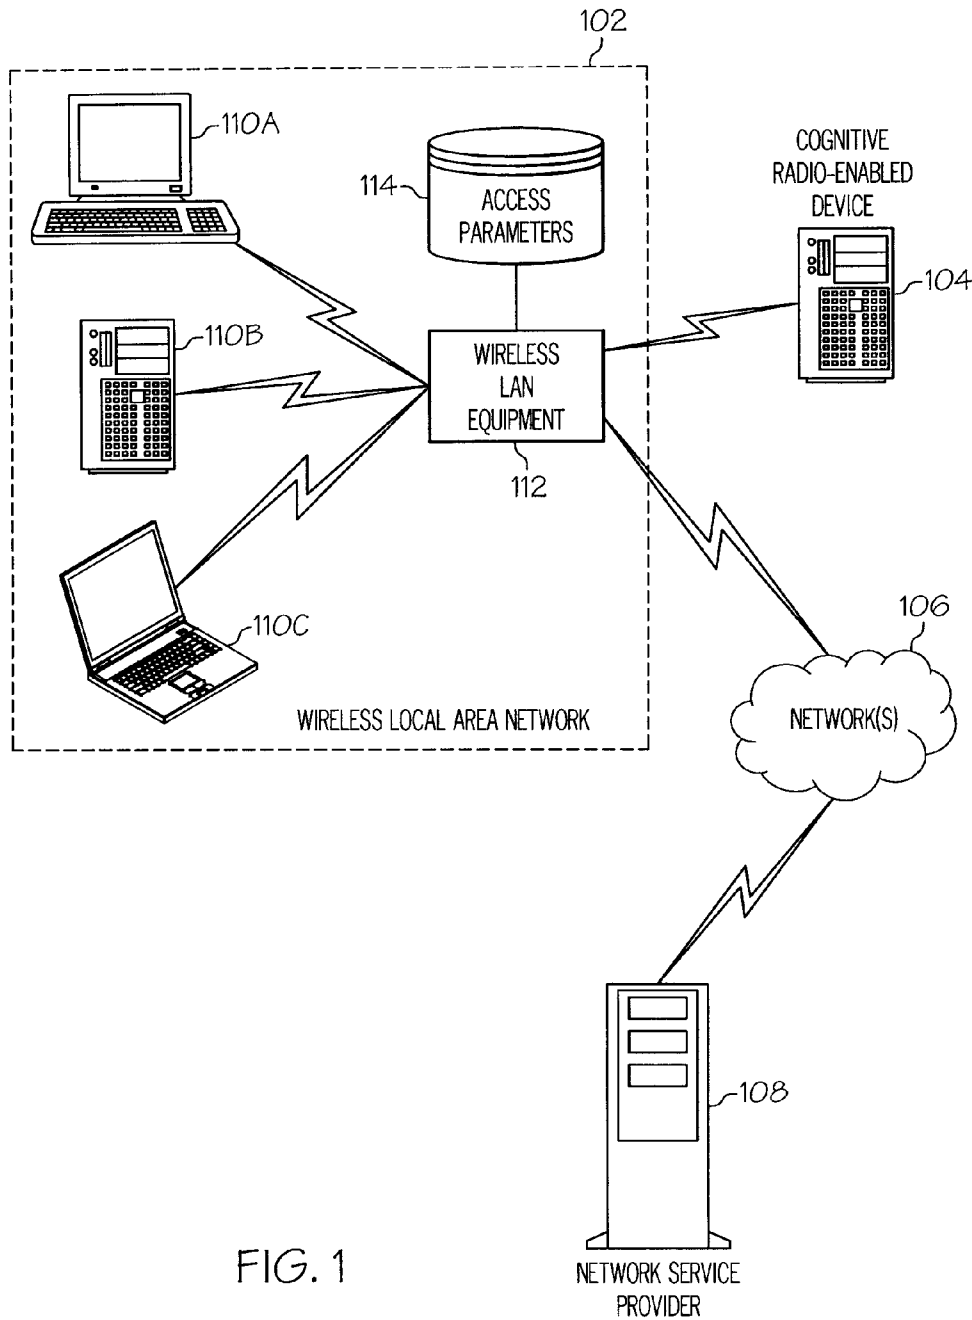 102
110A
114
ACCESS
PARAMETERS
COGNITIVE
RADIO-ENABLED
DEVICE
104
110B
WIRELESS
LAN
EQUIPMENT
112
110C
WIRELESS LOCAL AREA NETWORK
106
NETWORK(S)
108
FIG. 1
NETWORK SERVICE
PROVIDER